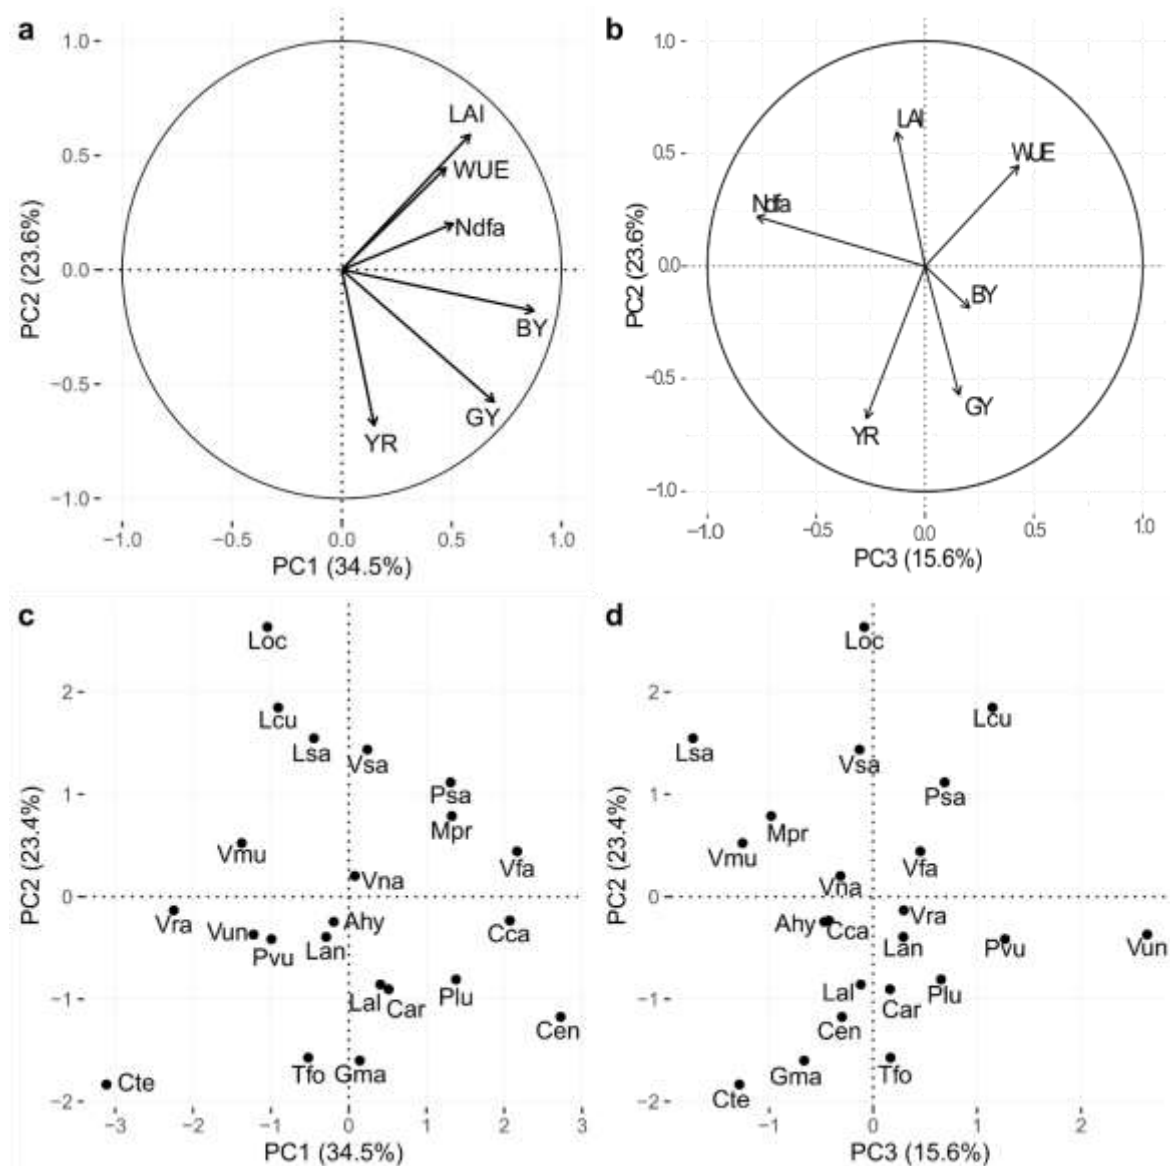 a
1.0
0.5
0.0
−0.5
−1.0
PC2 (23.6%)
LAI
WUE
Ndfa
BY
GY
YR
−1.0 −0.5 0.0 0.5 1.0
PC1 (34.5%)
b
1.0
0.5
0.0
−0.5
−1.0
PC2 (23.6%)
LAI
WUE
Ndfa
BY
GY
YR
−1.0 −0.5 0.0 0.5 1.0
PC3 (15.6%)
c
2
1
0
−1
−2
PC2 (23.4%)
Loc
Lcu
Lsa
Vsa
Psa
Mpr
Vmu
Vfa
Vna
Vra
Vun
Pvu
Ahy
Lan
Cca
Lal
Car
Plu
Cen
Tfo
Gma
Cte
−3 −2 −1 0 1 2 3
PC1 (34.5%)
d
2
1
0
−1
−2
PC2 (23.4%)
Loc
Lcu
Lsa
Vsa
Psa
Mpr
Vmu
Vfa
Vna
Vra
Ahy
Cca
Lan
Pvu
Vun
Lal
Car
Plu
Cen
Gma
Tfo
Cte
−1 0 1 2
PC3 (15.6%)